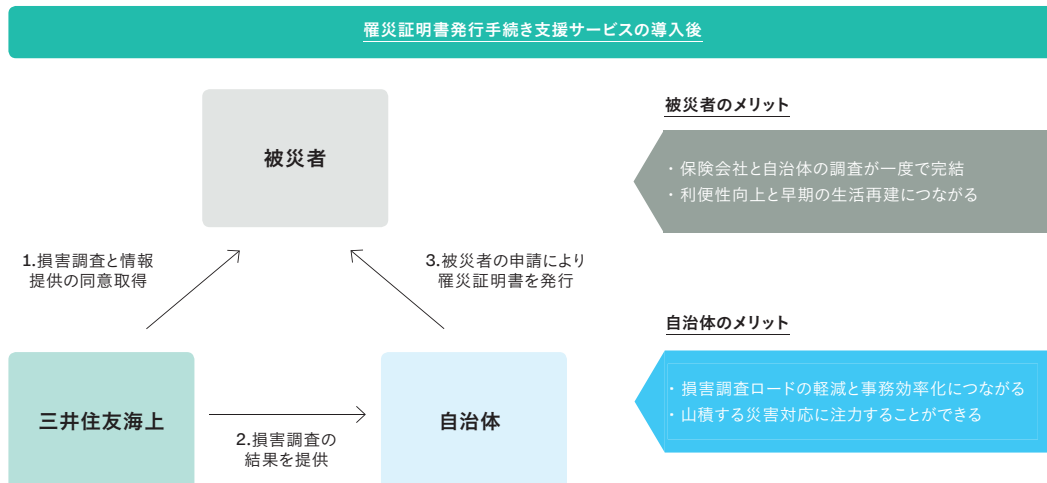 罹災証明書発行手続き支援サービスの導入後
被災者
1.損害調査と情報
提供の同意取得
3.被災者の申請により
罹災証明書を発行
三井住友海上
2.損害調査の
結果を提供
自治体
被災者のメリット
・保険会社と自治体の調査が一度で完結
・利便性向上と早期の生活再建につながる
自治体のメリット
・損害調査ロードの軽減と事務効率化につながる
・山積する災害対応に注力することができる